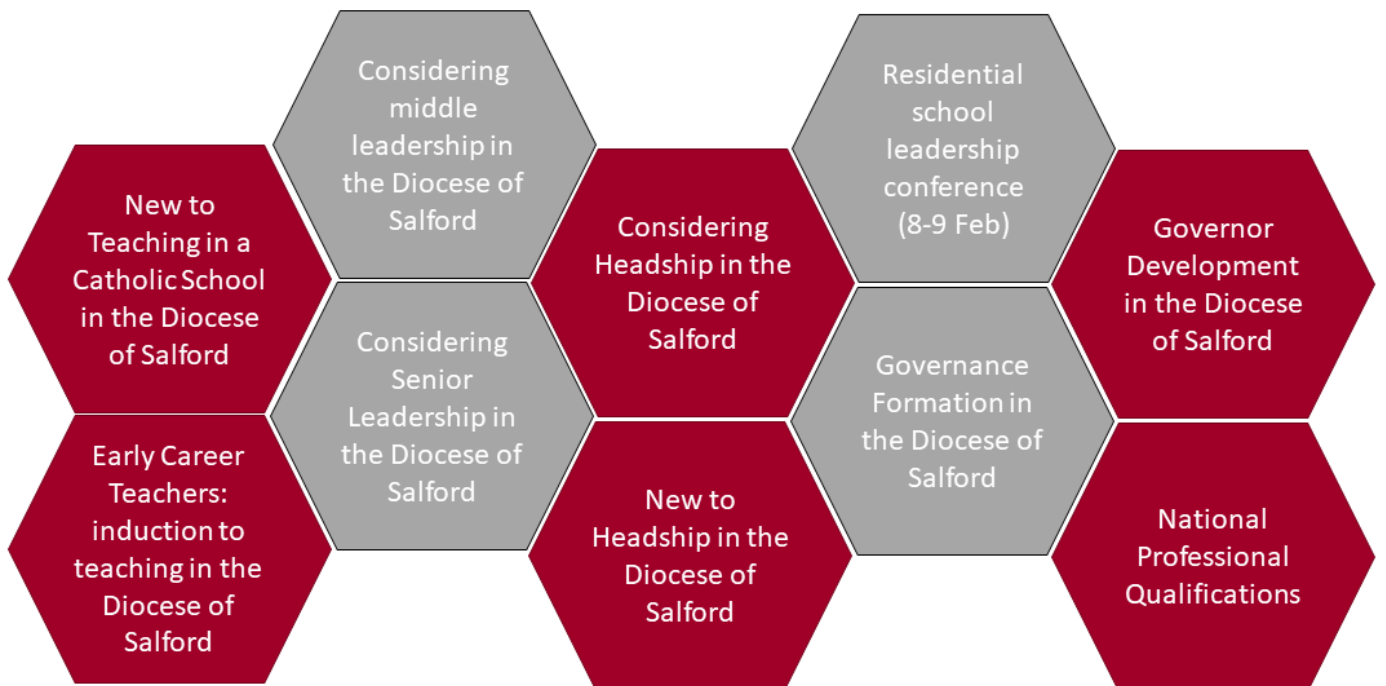 Considering
middle
leadership in
the Diocese of
Salford
Residential
school
leadership
conference
(8-9 Feb)
New to
Teaching in a
Catholic School
in the Diocese
of Salford
Considering
Headship in the
Diocese of
Salford
Governor
Development
in the Diocese
of Salford
Considering
Senior
Leadership in
the Diocese of
Salford
Governance
Formation in
the Diocese of
Salford
Early Career
Teachers:
induction to
teaching in the
Diocese of
Salford
New to
Headship in the
Diocese of
Salford
National
Professional
Qualifications